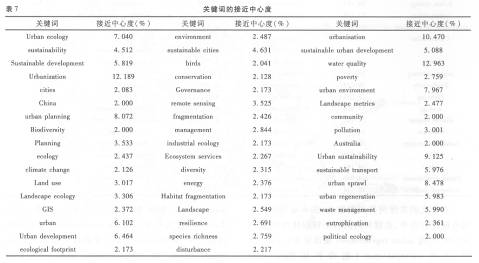 表 7 关键词的接近中心度
关键词 接近中心度(%) 关键词 接近中心度(%) 关键词 接近中心度(%)
Urban ecology 7.040 environment 2.487 urbanisation 10.470
sustainability 4.512 sustainable cities 4.631 sustainable urban development 5.088
Sustainable development 5.819 birds 2.041 water quality 12.963
Urbanization 12.189 conservation 2.128 poverty 2.759
cities 2.083 Governance 2.173 urban environment 7.967
China 2.000 remote sensing 3.525 Landscape metrics 2.477
urban planning 8.072 fragmentation 2.426 community 2.000
Biodiversity 2.000 management 2.844 pollution 3.001
Planning 3.533 industrial ecology 2.173 Australia 2.000
ecology 2.437 Ecosystem services 2.267 Urban sustainability 9.125
climate change 2.126 diversity 2.315 sustainable transport 5.976
Land use 3.017 energy 2.376 urban sprawl 8.478
Landscape ecology 3.306 Habitat fragmentation 2.173 urban regeneration 5.983
GIS 2.372 Landscape 2.549 waste management 5.990
urban 6.102 resilience 2.691 eutrophication 2.361
Urban development 6.464 species richness 2.759 political ecology 2.000
ecological footprint 2.173 disturbance 2.217